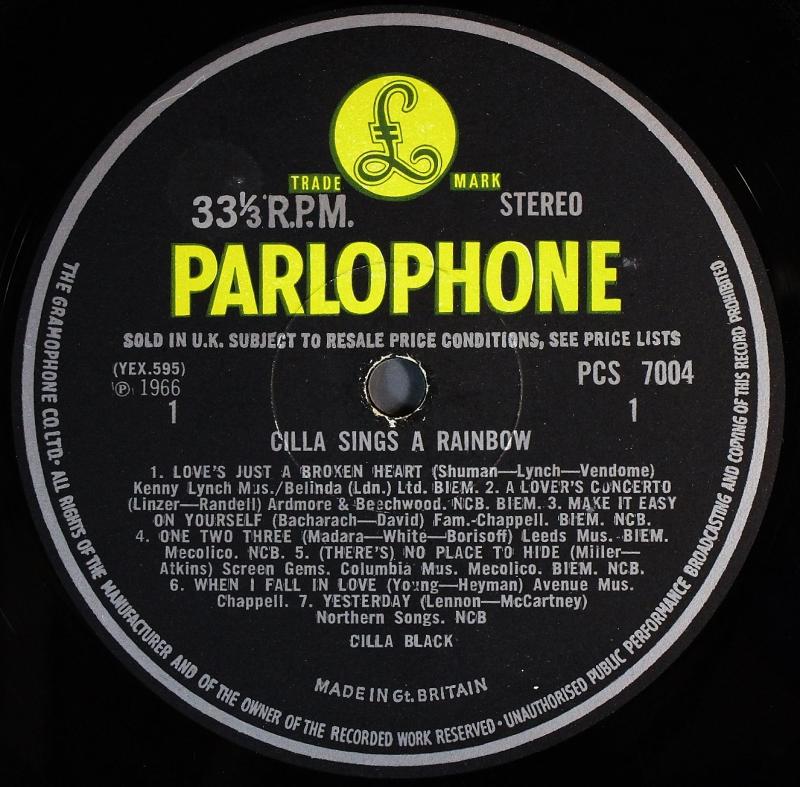 £
TRADE MARK
33⅓ R.P.M. STEREO
PARLOPHONE
SOLD IN U.K. SUBJECT TO RESALE PRICE CONDITIONS, SEE PRICE LISTS
(YEX.595) PCS 7004
Ⓟ 1966
1 1
CILLA SINGS A RAINBOW
1. LOVE'S JUST A BROKEN HEART (Shuman—Lynch—Vendome)
Kenny Lynch Mus./Belinda (Ldn.) Ltd. BIEM. 2. A LOVER'S CONCERTO
(Linzer—Randell) Ardmore & Beechwood. NCB. BIEM. 3. MAKE IT EASY
ON YOURSELF (Bacharach—David) Fam.-Chappell. BIEM. NCB.
4. ONE TWO THREE (Madara—White—Borisoff) Leeds Mus. BIEM.
Mecolico. NCB. 5. (THERE'S) NO PLACE TO HIDE (Miller—
Atkins) Screen Gems. Columbia Mus. Mecolico. BIEM. NCB.
6. WHEN I FALL IN LOVE (Young—Heyman) Avenue Mus.
Chappell. 7. YESTERDAY (Lennon—McCartney)
Northern Songs. NCB
CILLA BLACK
MADE IN Gt. BRITAIN
THE GRAMOPHONE CO. LTD. • ALL RIGHTS OF THE MANUFACTURER AND OF THE OWNER OF THE RECORDED WORK RESERVED • UNAUTHORISED PUBLIC PERFORMANCE BROADCASTING AND COPYING OF THIS RECORD PROHIBITED